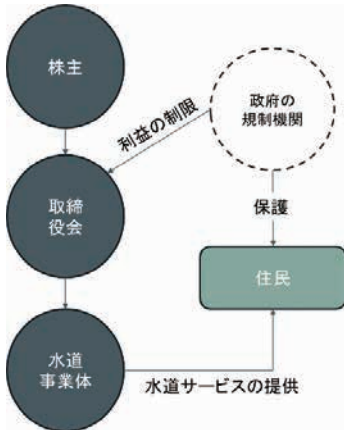 株主
政府の
規制機関
利益の制限
取締
役会
保護
住民
水道
事業体
水道サービスの提供